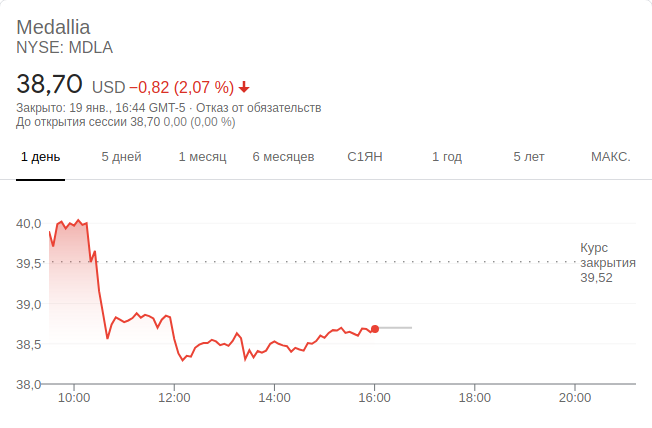 Medallia
NYSE: MDLA
38,70 USD −0,82 (2,07 %)
Закрыто: 19 янв., 16:44 GMT-5 · Отказ от обязательств
До открытия сессии 38,70 0,00 (0,00 %)
1 день 5 дней 1 месяц 6 месяцев С1ЯН 1 год 5 лет МАКС.
40,0
39,5
39,0
38,5
38,0
Курс
закрытия
39,52
10:00 12:00 14:00 16:00 18:00 20:00